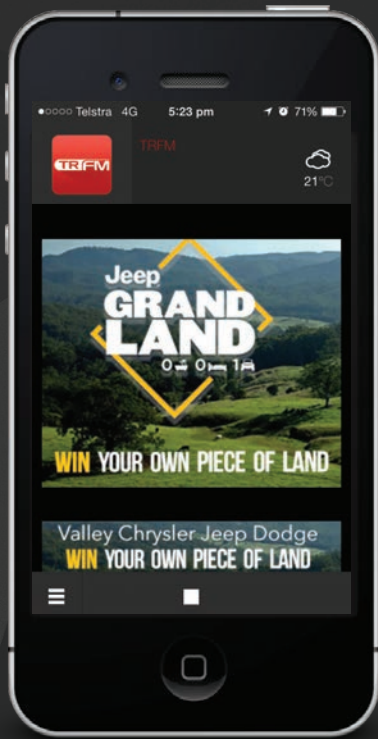 ●○○○○ Telstra 4G 5:23 pm 71%
TRFM
TRFM
21°C
Jeep
GRAND
LAND
0 0 1
WIN YOUR OWN PIECE OF LAND
Valley Chrysler Jeep Dodge
WIN YOUR OWN PIECE OF LAND